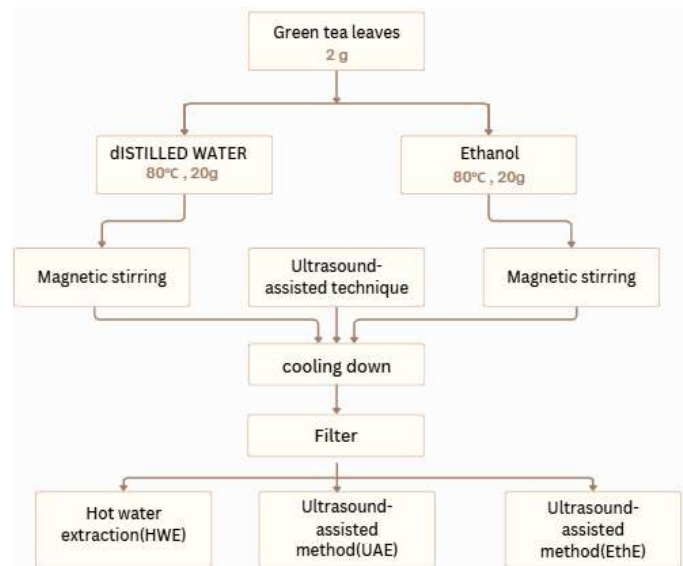 Green tea leaves
2 g
dISTILLED WATER
80℃ , 20g
Ethanol
80℃ , 20g
Magnetic stirring
Ultrasound-
assisted technique
Magnetic stirring
cooling down
Filter
Hot water
extraction(HWE)
Ultrasound-
assisted
method(UAE)
Ultrasound-
assisted
method(EthE)